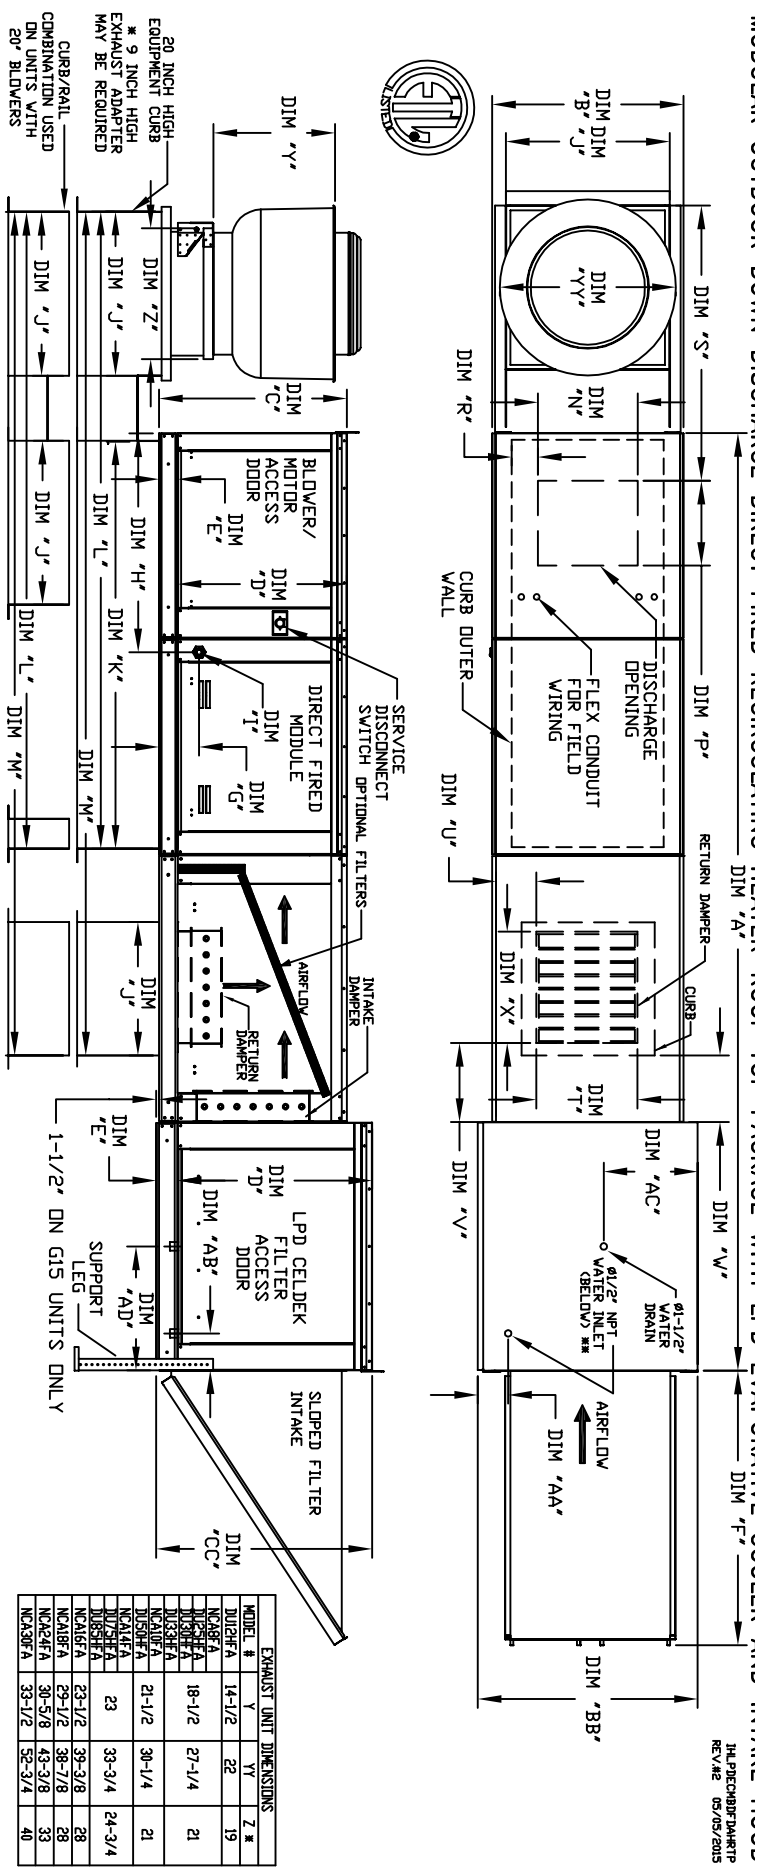 MODULAR OUTDOOR DOWN DISCHARGE DIRECT FIRED RECIRCULATING HEATER ROOF TOP PACKAGE WITH LPD EVAPORATIVE COOLER AND INTAKE HOOD
REV.#2 05/05/2015
DIM "A"
DIM "F"
DIM "S"
DIM "P"
DIM "W"
DIM
"B"
DIM
"J"
DIM
"YY"
DIM
"N"
DIM "R"
DISCHARGE
OPENING
FLEX CONDUIT
FOR FIELD
WIRING
CURB OUTER
WALL
DIM "U"
RETURN DAMPER
CURB
DIM "X"
DIM
"T"
DIM "V"
DIM "AC"
Ø1-1/2"
WATER
DRAIN
Ø1/2" NPT
WATER INLET
(BELOW) **
AIRFLOW
DIM "AA"
DIM "BB"
LISTED
DIM "Y"
DIM
"C"
DIM "Z"
20 INCH HIGH
EQUIPMENT CURB
* 9 INCH HIGH
EXHAUST ADAPTER
MAY BE REQUIRED
CURB/RAIL
COMBINATION USED
ON UNITS WITH
20" BLOWERS
BLOWER/
MOTOR
ACCESS
DOOR
DIM
"E"
DIM
"D"
SERVICE
DISCONNECT
SWITCH
OPTIONAL FILTERS
DIRECT FIRED
MODULE
DIM
"I"
DIM
"G"
AIRFLOW
INTAKE
DAMPER
RETURN
DAMPER
LPD CELDEK
FILTER
ACCESS
DOOR
DIM
"D"
DIM "AB"
DIM
"E"
DIM
"AD"
SLOPED FILTER
INTAKE
DIM
"CC"
SUPPORT
LEG
1-1/2" ON G15 UNITS ONLY
DIM "J"
DIM "H"
DIM "K"
DIM "L"
DIM "M"
DIM
"J"
DIM "J"
DIM "J"
DIM "L"
DIM "M"
EXHAUST UNIT DIMENSIONS
MODEL # Y YY Z *
DU12HFA 14-1/2 22 19
NCA8FA
DU25HFA
DU30HFA
DU33HFA
18-1/2 27-1/4 21
NCA10FA
DU50HFA
21-1/2 30-1/4 21
NCA14FA
DU75HFA
DU85HFA
23 33-3/4 24-3/4
NCA16FA 23-1/2 39-3/8 28
NCA18FA 29-1/2 38-7/8 28
NCA24FA 30-5/8 43-3/8 33
NCA30FA 33-1/2 52-3/4 40